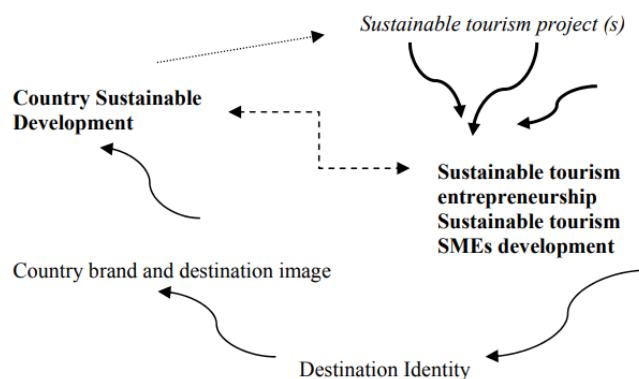 Sustainable tourism project (s)
Country Sustainable
Development
Sustainable tourism
entrepreneurship
Sustainable tourism
SMEs development
Country brand and destination image
Destination Identity